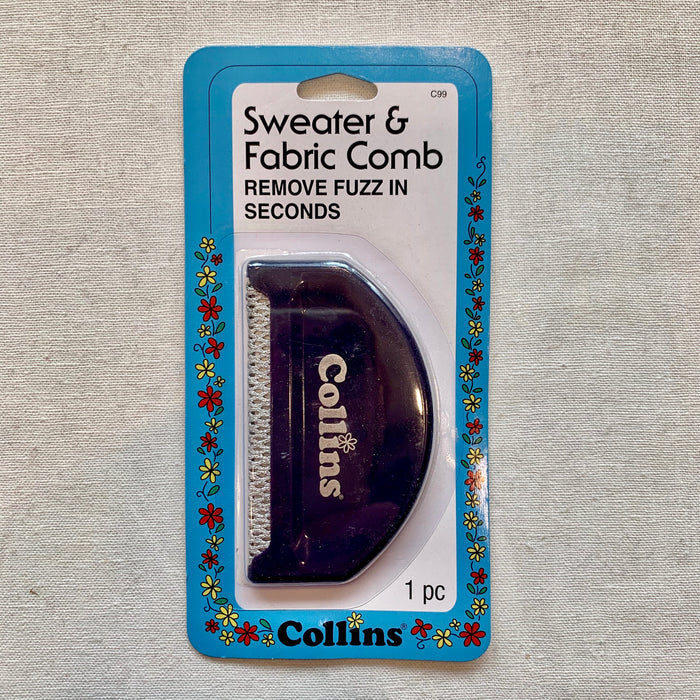 C99
Sweater &
Fabric Comb
REMOVE FUZZ IN
SECONDS
Collins®
1 pc
Collins®